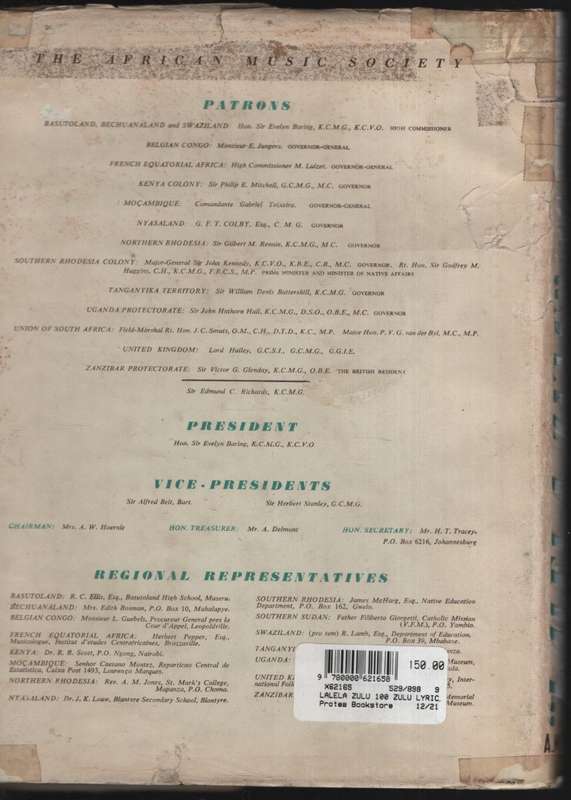 THE AFRICAN MUSIC SOCIETY
PATRONS
BASUTOLAND, BECHUANALAND and SWAZILAND: Hon. Sir Evelyn Baring, K.C.M.G., K.C.V.O. HIGH COMMISSIONER
BELGIAN CONGO: Monsieur E. Jungers. GOVERNOR-GENERAL
FRENCH EQUATORIAL AFRICA: High Commissioner M. Luizet. GOVERNOR-GENERAL
KENYA COLONY: Sir Philip E. Mitchell, G.C.M.G., M.C. GOVERNOR
MOÇAMBIQUE: Comandante Gabriel Teixeira. GOVERNOR-GENERAL
NYASALAND: G. F. T. COLBY, Esq., C. M. G. GOVERNOR
NORTHERN RHODESIA: Sir Gilbert M. Rennie, K.C.M.G., M.C. GOVERNOR
SOUTHERN RHODESIA COLONY: Major-General Sir John Kennedy, K.C.V.O., K.B.E., C.B., M.C. GOVERNOR, Rt. Hon. Sir Godfrey M.
Huggins, C.H., K.C.M.G., F.R.C.S., M.P. PRIME MINISTER AND MINISTER OF NATIVE AFFAIRS
TANGANYIKA TERRITORY: Sir William Denis Battershill, K.C.M.G. GOVERNOR
UGANDA PROTECTORATE: Sir John Hathorn Hall, K.C.M.G., D.S.O., O.B.E., M.C. GOVERNOR
UNION OF SOUTH AFRICA: Field-Marshal Rt. Hon. J. C. Smuts, O.M., C.H., D.T.D., K.C., M.P. Major Hon. P. V. G. van der Byl, M.C., M.P.
UNITED KINGDOM: Lord Hailey, G.C.S.I., G.C.M.G., G.C.I.E.
ZANZIBAR PROTECTORATE: Sir Vincent G. Glenday, K.C.M.G., O.B.E. THE BRITISH RESIDENT
Sir Edmund C. Richards, K.C.M.G.
PRESIDENT
Hon. Sir Evelyn Baring, K.C.M.G., K.C.V.O.
VICE-PRESIDENTS
Sir Alfred Beit, Bart. Sir Herbert Stanley, G.C.M.G.
CHAIRMAN: Mrs. A. W. Hoernle HON. TREASURER: Mr. A. Delmont HON. SECRETARY: Mr. H. T. Tracey.
P.O. Box 6216, Johannesburg
REGIONAL REPRESENTATIVES
BASUTOLAND: R. C. Ellis, Esq., Basutoland High School, Maseru.
BECHUANALAND: Mrs. Edith Bosman, P.O. Box 10, Mahalapye.
BELGIAN CONGO: Monsieur L. Guebels, Procureur General pres la
Cour d'Appel, Leopoldville.
FRENCH EQUATORIAL AFRICA: Herbert Pepper, Esq.,
Musicologue, Institut d'etudes Centrafricaines, Brazzaville.
KENYA: Dr. R. R. Scott, P.O. Ngong, Nairobi.
MOÇAMBIQUE: Senhor Caetano Montez, Reparticao Central de
Estatistica, Caixa Post 1493, Lourenço Marques.
NORTHERN RHODESIA: Rev. A. M. Jones, St. Mark's College,
Mapanza, P.O. Choma.
NYASALAND: Dr. J. K. Louw, Blantyre Secondary School, Blantyre.
SOUTHERN RHODESIA: James McHarg, Esq., Native Education
Department, P.O. Box 162, Gwelo.
SOUTHERN SUDAN: Father Filiberto Giorgetti, Catholic Mission
(V.F.M.), P.O. Yambio.
SWAZILAND: (pro tem) R. Lamb, Esq., Department of Education,
P.O. Box 39, Mbabane.
UGANDA:
Museum,
ZANZIBAR
Memorial
Museum.
150.00
9 780000 621658
X62165 529/898 9
LALELA ZULU 100 ZULU LYRIC
Protea Bookstore 12/21